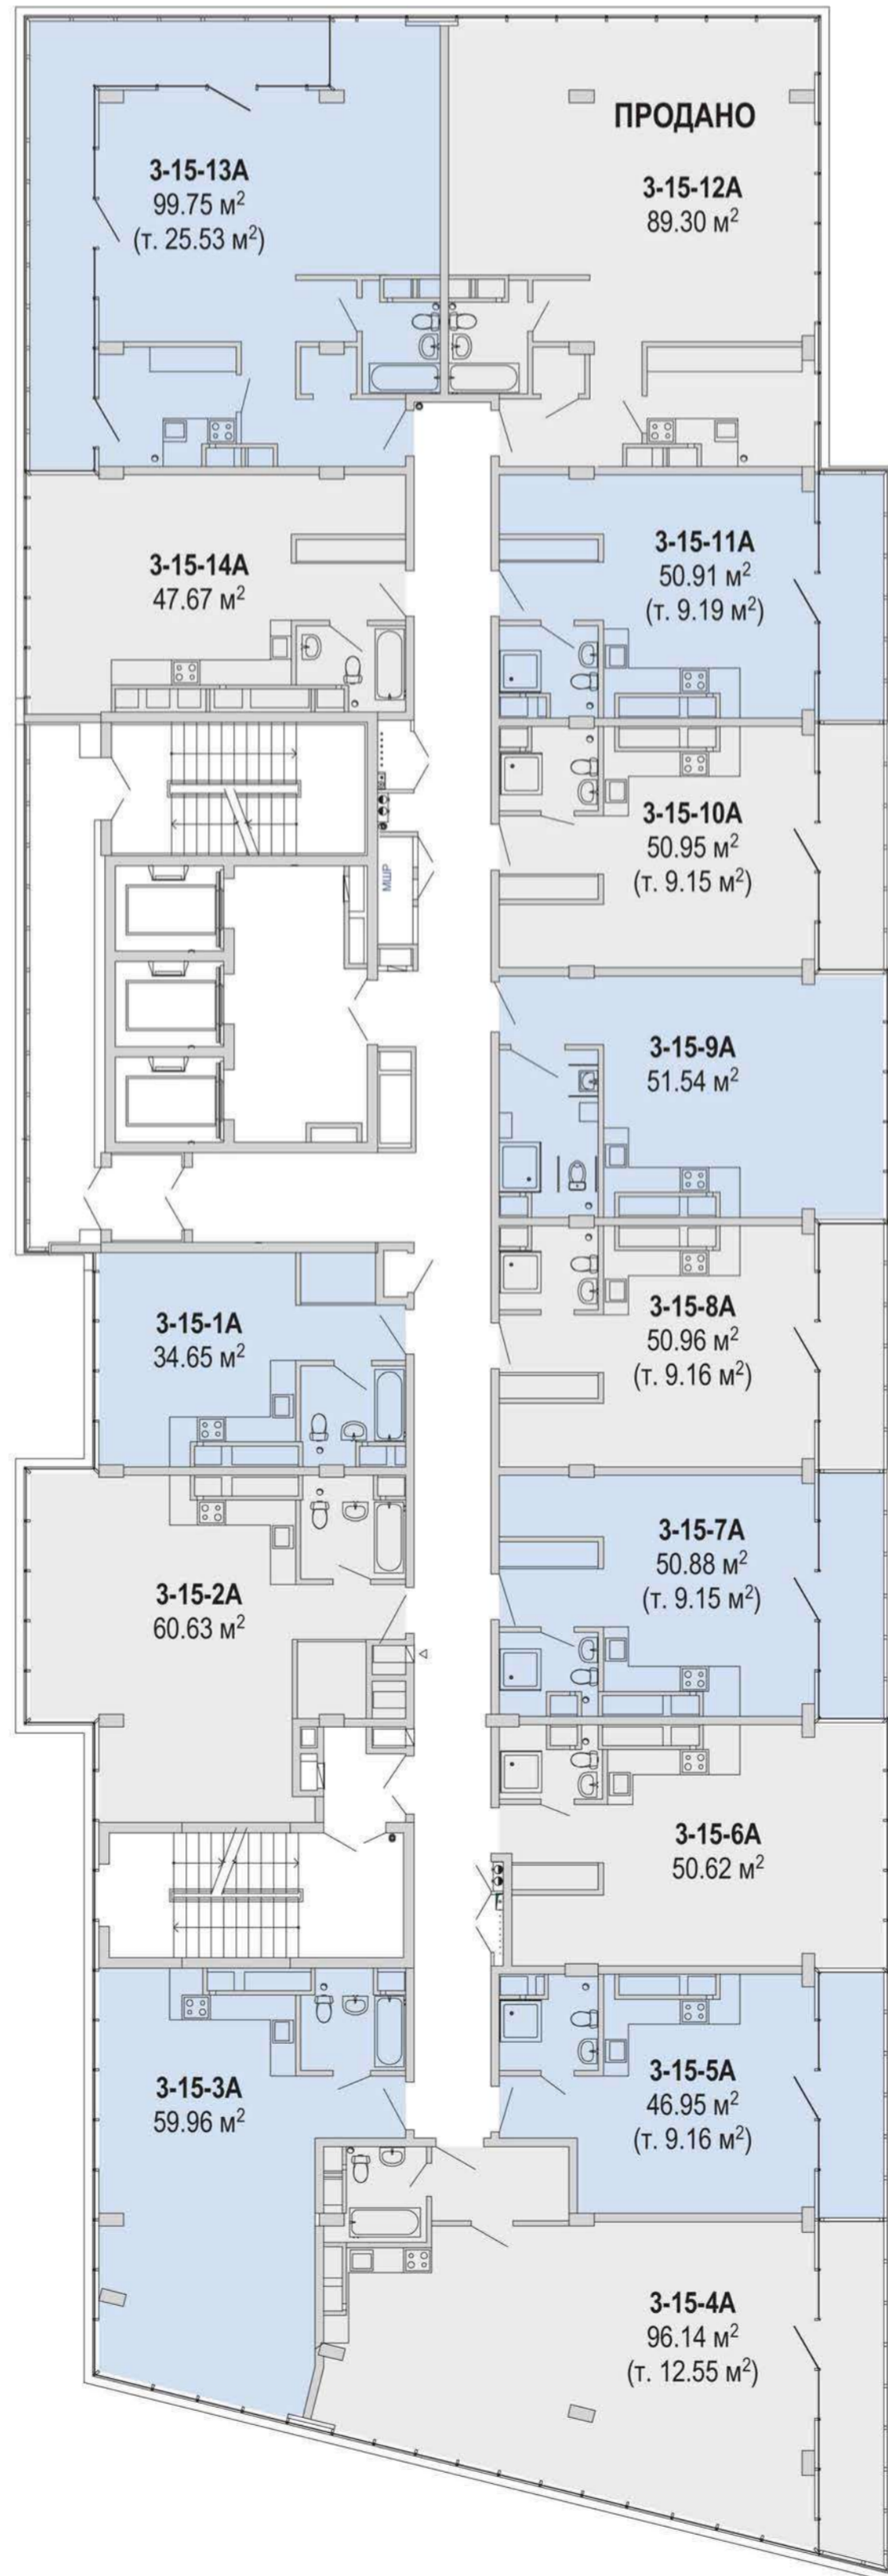 ПРОДАНО
3-15-13А
99.75 м²
(т. 25.53 м²)
3-15-12А
89.30 м²
3-15-14А
47.67 м²
3-15-11А
50.91 м²
(т. 9.19 м²)
3-15-10А
50.95 м²
(т. 9.15 м²)
МШР
3-15-9А
51.54 м²
3-15-8А
50.96 м²
(т. 9.16 м²)
3-15-1А
34.65 м²
3-15-7А
50.88 м²
(т. 9.15 м²)
3-15-2А
60.63 м²
3-15-6А
50.62 м²
3-15-5А
46.95 м²
(т. 9.16 м²)
3-15-3А
59.96 м²
3-15-4А
96.14 м²
(т. 12.55 м²)